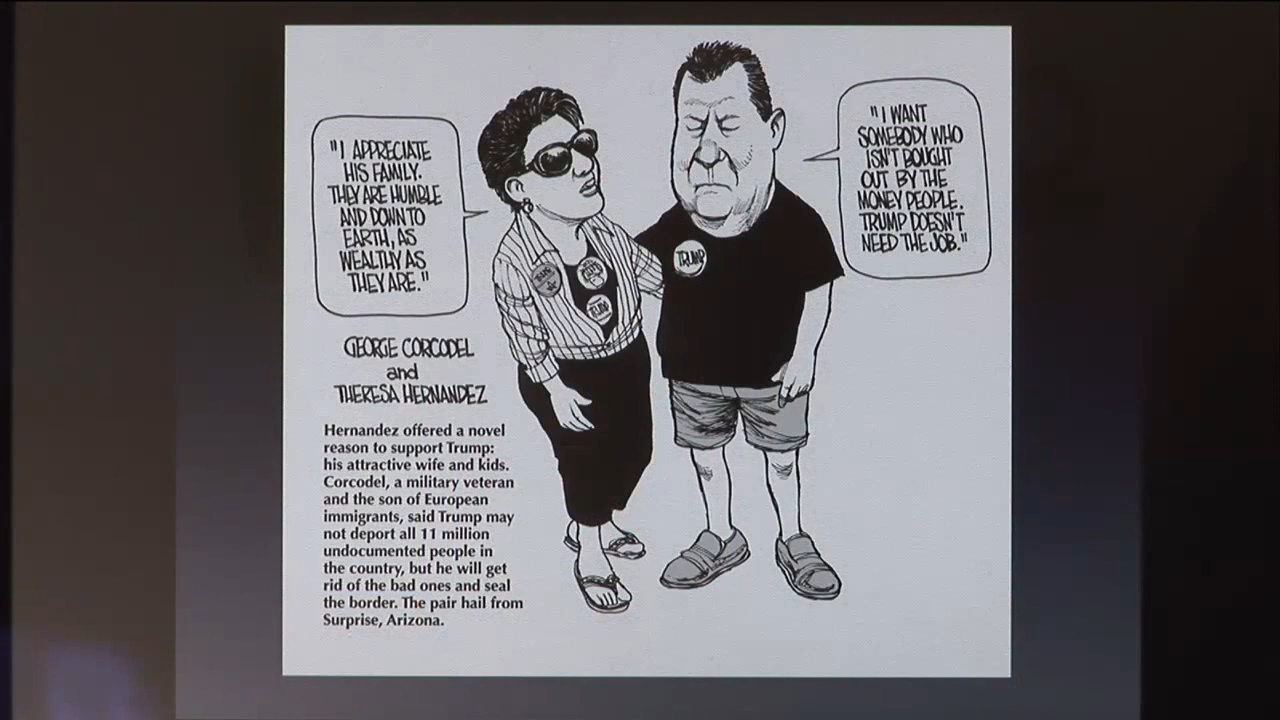 "I APPRECIATE
HIS FAMILY.
THEY ARE HUMBLE
AND DOWN TO
EARTH, AS
WEALTHY AS
THEY ARE."
"I WANT
SOMEBODY WHO
ISN'T BOUGHT
OUT BY THE
MONEY PEOPLE.
TRUMP DOESN'T
NEED THE JOB."
TRUMP
TRUMP
GEORGE CORCODEL
and
THERESA HERNANDEZ
Hernandez offered a novel
reason to support Trump:
his attractive wife and kids.
Corcodel, a military veteran
and the son of European
immigrants, said Trump may
not deport all 11 million
undocumented people in
the country, but he will get
rid of the bad ones and seal
the border. The pair hail from
Surprise, Arizona.